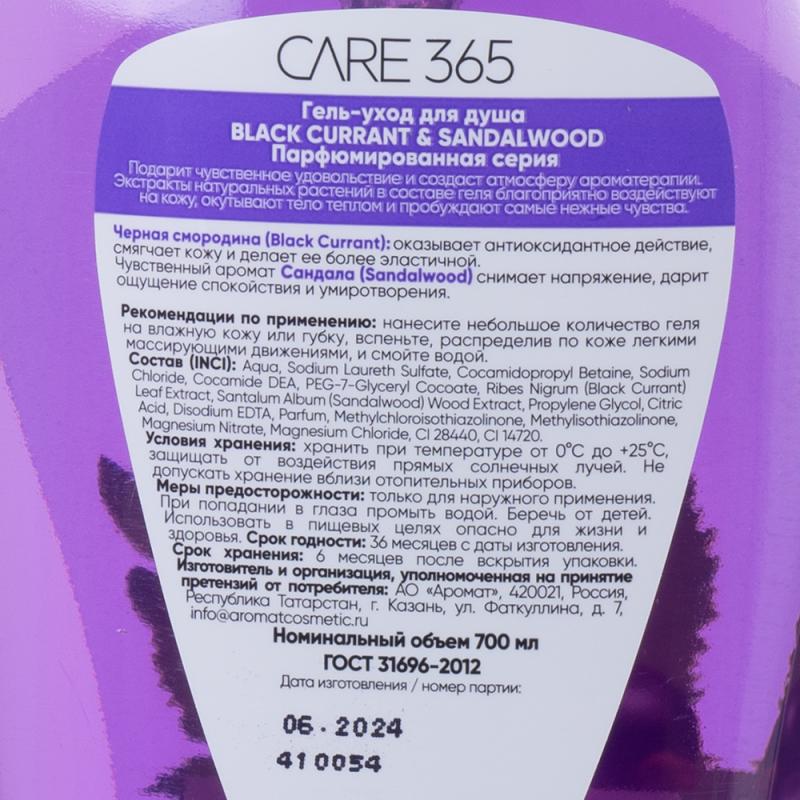 CARE 365
Гель-уход для душа
BLACK CURRANT & SANDALWOOD
Парфюмированная серия
Подарит чувственное удовольствие и создаст атмосферу ароматерапии.
Экстракты натуральных растений в составе геля благоприятно воздействуют
на кожу, окутывают тело теплом и пробуждают самые нежные чувства.
Черная смородина (Black Currant): оказывает антиоксидантное действие,
смягчает кожу и делает ее более эластичной.
Чувственный аромат Сандала (Sandalwood) снимает напряжение, дарит
ощущение спокойствия и умиротворения.
Рекомендации по применению: нанесите небольшое количество геля
на влажную кожу или губку, вспеньте, распределив по коже легкими
массирующими движениями, и смойте водой.
Состав (INCI): Aqua, Sodium Laureth Sulfate, Cocamidopropyl Betaine, Sodium
Chloride, Cocamide DEA, PEG-7-Glyceryl Cocoate, Ribes Nigrum (Black Currant)
Leaf Extract, Santalum Album (Sandalwood) Wood Extract, Propylene Glycol, Citric
Acid, Disodium EDTA, Parfum, Methylchloroisothiazolinone, Methylisothiazolinone,
Magnesium Nitrate, Magnesium Chloride, CI 28440, CI 14720.
Условия хранения: хранить при температуре от 0°С до +25°С,
защищать от воздействия прямых солнечных лучей. Не
допускать хранение вблизи отопительных приборов.
Меры предосторожности: только для наружного применения.
При попадании в глаза промыть водой. Беречь от детей.
Использовать в пищевых целях опасно для жизни и
здоровья. Срок годности: 36 месяцев с даты изготовления.
Срок хранения: 6 месяцев после вскрытия упаковки.
Изготовитель и организация, уполномоченная на принятие
претензий от потребителя: АО «Аромат», 420021, Россия,
Республика Татарстан, г. Казань, ул. Фаткуллина, д. 7,
info@aromatcosmetic.ru
Номинальный объем 700 мл
ГОСТ 31696-2012
Дата изготовления / номер партии:
06.2024
410054